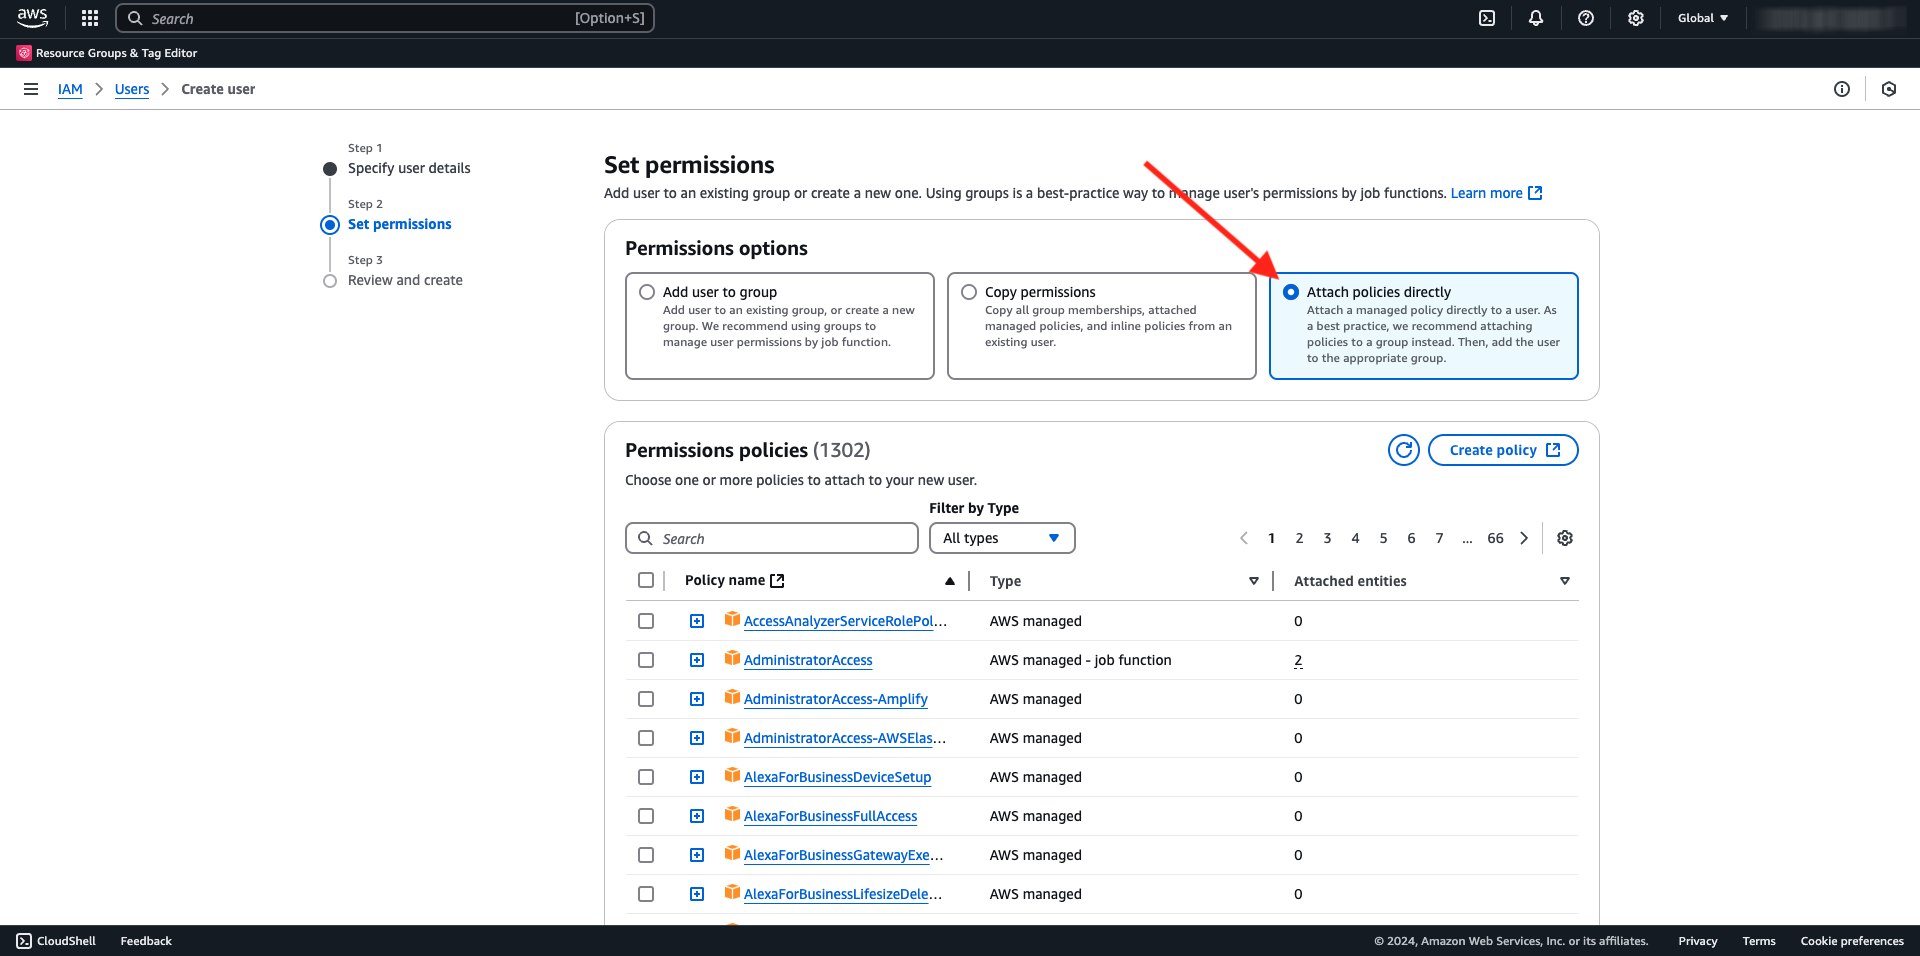 aws
Search [Option+S]
Global
Resource Groups & Tag Editor
IAM
Users
Create user
Step 1
Specify user details
Step 2
Set permissions
Step 3
Review and create
Set permissions
Add user to an existing group or create a new one. Using groups is a best-practice way to manage user's permissions by job functions. Learn more
Permissions options
Add user to group
Add user to an existing group, or create a new
group. We recommend using groups to
manage user permissions by job function.
Copy permissions
Copy all group memberships, attached
managed policies, and inline policies from an
existing user.
Attach policies directly
Attach a managed policy directly to a user. As
a best practice, we recommend attaching
policies to a group instead. Then, add the user
to the appropriate group.
Permissions policies (1302)
Create policy
Choose one or more policies to attach to your new user.
Filter by Type
Search
All types
1 2 3 4 5 6 7 ... 66
Policy name Type Attached entities
AccessAnalyzerServiceRolePol... AWS managed 0
AdministratorAccess AWS managed - job function 2
AdministratorAccess-Amplify AWS managed 0
AdministratorAccess-AWSElas... AWS managed 0
AlexaForBusinessDeviceSetup AWS managed 0
AlexaForBusinessFullAccess AWS managed 0
AlexaForBusinessGatewayExe... AWS managed 0
AlexaForBusinessLifesizeDele... AWS managed 0
CloudShell Feedback © 2024, Amazon Web Services, Inc. or its affiliates. Privacy Terms Cookie preferences